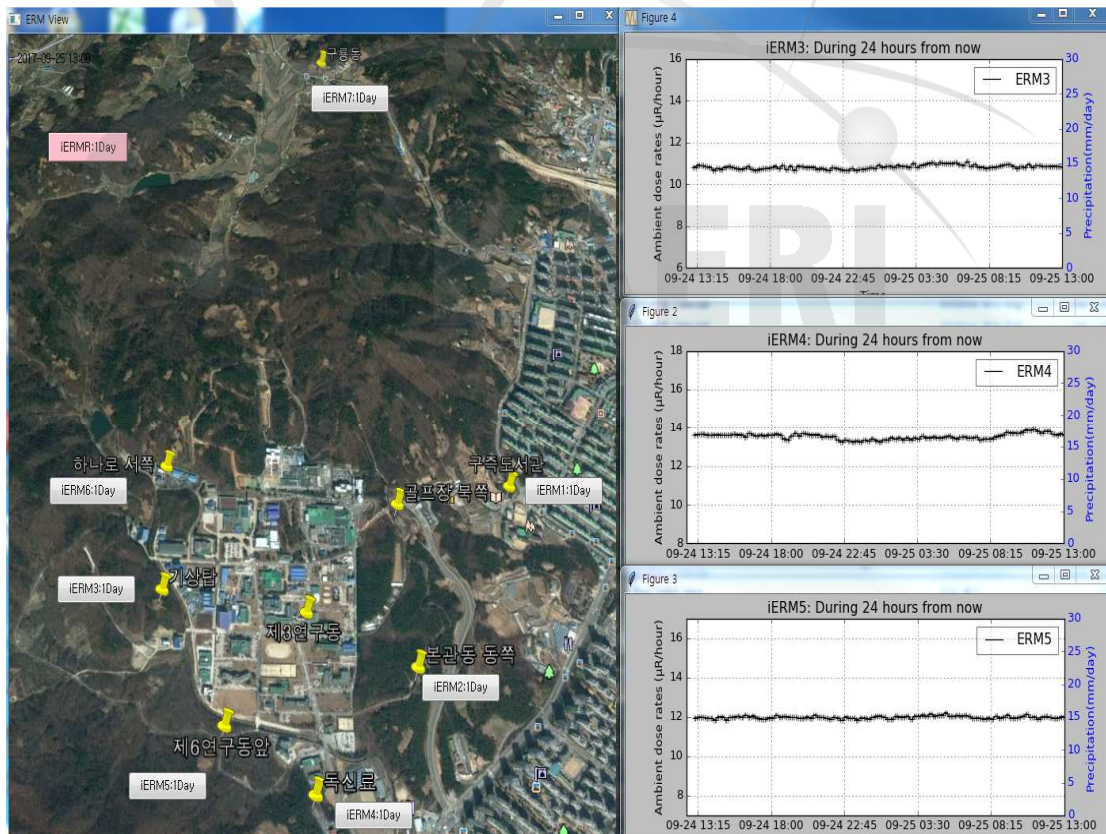 ERM View
2017-09-25 13:00
구룡동
iERM7:1Day
iERMR:1Day
하나로 서쪽
iERM6:1Day
구즉도서관
골프장 북쪽
iERM1:1Day
기상탑
iERM3:1Day
제3연구동
본관동 동쪽
iERM2:1Day
제6연구동앞
iERM5:1Day
독신료
iERM4:1Day
Figure 4
iERM3: During 24 hours from now
ERM3
Ambient dose rates (µR/hour)
16
14
12
10
8
6
Precipitation(mm/day)
30
25
20
15
10
5
0
09-24 13:15 09-24 18:00 09-24 22:45 09-25 03:30 09-25 08:15 09-25 13:00
Time
Figure 2
iERM4: During 24 hours from now
ERM4
Ambient dose rates (µR/hour)
18
16
14
12
10
8
Precipitation(mm/day)
30
25
20
15
10
5
0
09-24 13:15 09-24 18:00 09-24 22:45 09-25 03:30 09-25 08:15 09-25 13:00
Figure 3
iERM5: During 24 hours from now
ERM5
Ambient dose rates (µR/hour)
16
14
12
10
8
Precipitation(mm/day)
30
25
20
15
10
5
0
09-24 13:15 09-24 18:00 09-24 22:45 09-25 03:30 09-25 08:15 09-25 13:00
ERI